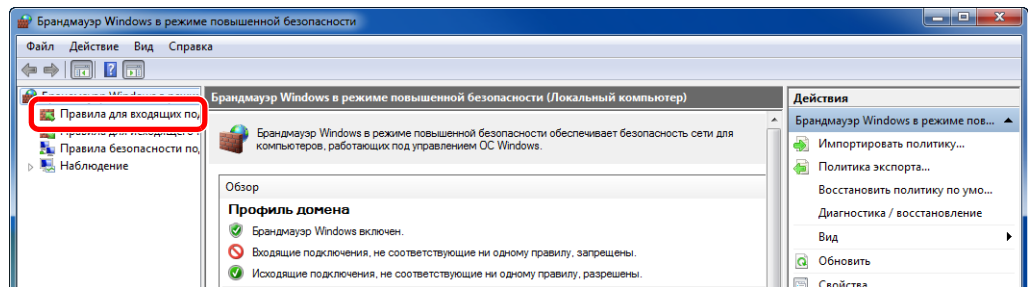 Брандмауэр Windows в режиме повышенной безопасности
Файл Действие Вид Справка
Правила для входящих под
Правила безопасности по,
Наблюдение
Брандмауэр Windows в режиме повышенной безопасности (Локальный компьютер)
Брандмауэр Windows в режиме повышенной безопасности обеспечивает безопасность сети для
компьютеров, работающих под управлением ОС Windows.
Обзор
Профиль домена
Брандмауэр Windows включен.
Входящие подключения, не соответствующие ни одному правилу, запрещены.
Исходящие подключения, не соответствующие ни одному правилу, разрешены.
Действия
Брандмауэр Windows в режиме пов...
Импортировать политику...
Политика экспорта...
Восстановить политику по умо...
Диагностика / восстановление
Вид
Обновить
Свойства